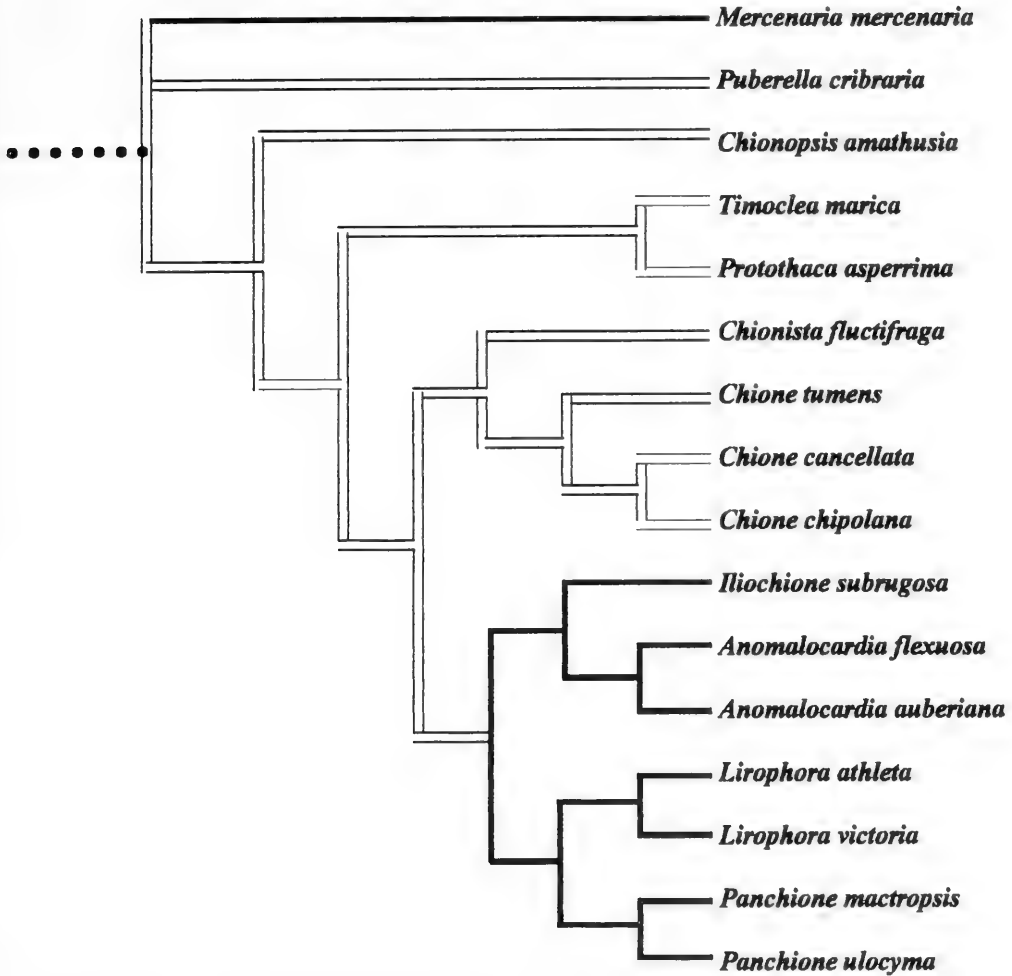 Mercenaria mercenaria
Puberella cribraria
Chionopsis amathusia
Timoclea marica
Protothaca asperrima
Chionista fluctifraga
Chione tumens
Chione cancellata
Chione chipolana
Iliochione subrugosa
Anomalocardia flexuosa
Anomalocardia auberiana
Lirophora athleta
Lirophora victoria
Panchione mactropsis
Panchione ulocyma